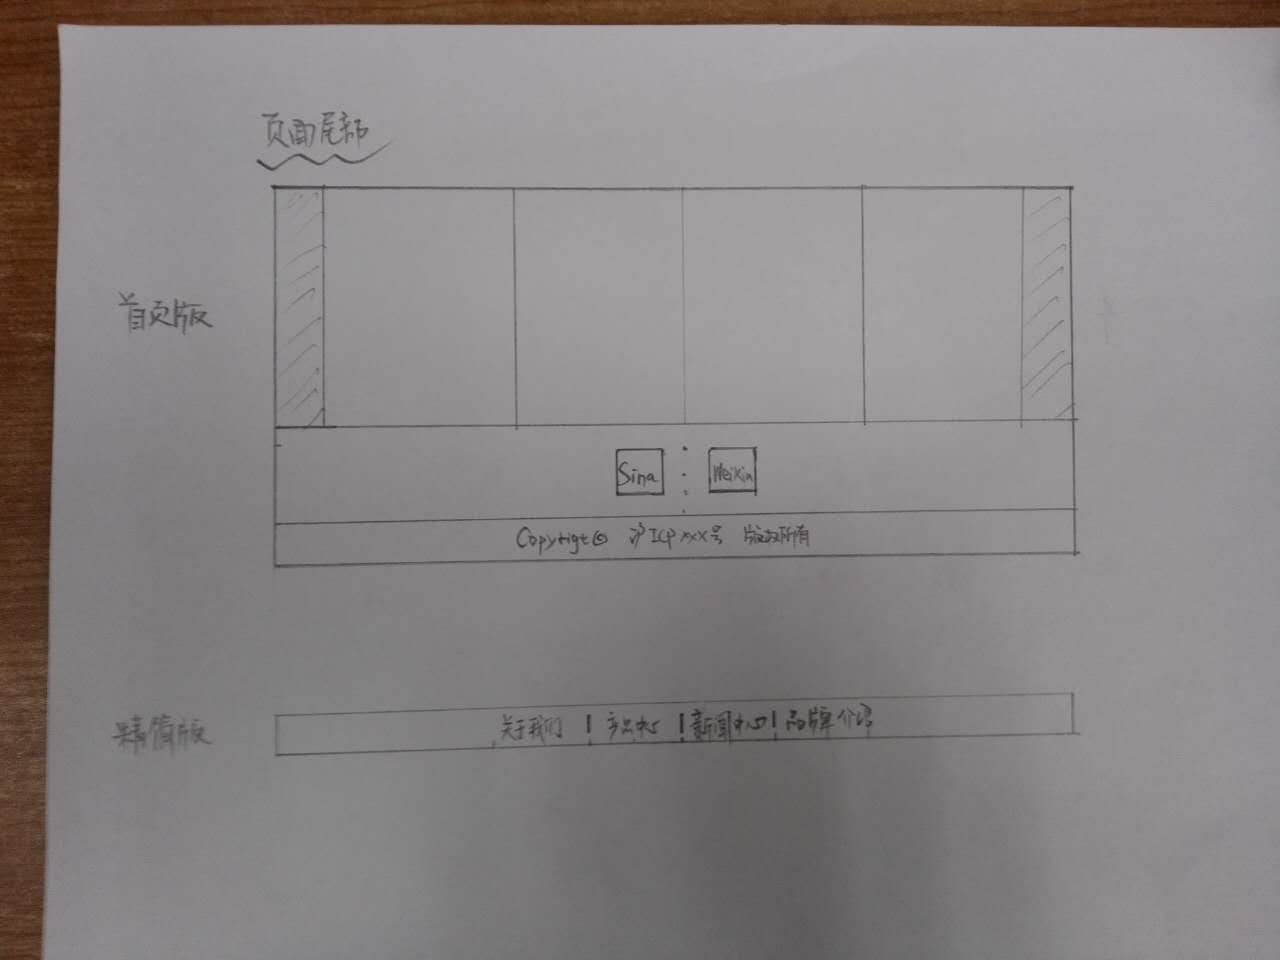 页面尾部
首页版
Sina
Weixin
Copyrigt © 沪ICP xxx号 版权所有
精简版
关于我们 | 产品中心 | 新闻中心 | 品牌介绍